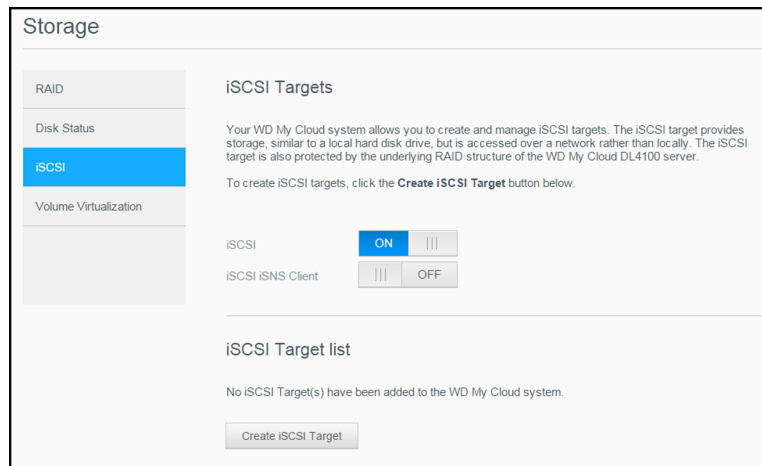 Storage
RAID
Disk Status
iSCSI
Volume Virtualization
iSCSI Targets
Your WD My Cloud system allows you to create and manage iSCSI targets. The iSCSI target provides
storage, similar to a local hard disk drive, but is accessed over a network rather than locally. The iSCSI
target is also protected by the underlying RAID structure of the WD My Cloud DL4100 server.
To create iSCSI targets, click the Create iSCSI Target button below.
iSCSI ON
iSCSI iSNS Client OFF
iSCSI Target list
No iSCSI Target(s) have been added to the WD My Cloud system.
Create iSCSI Target